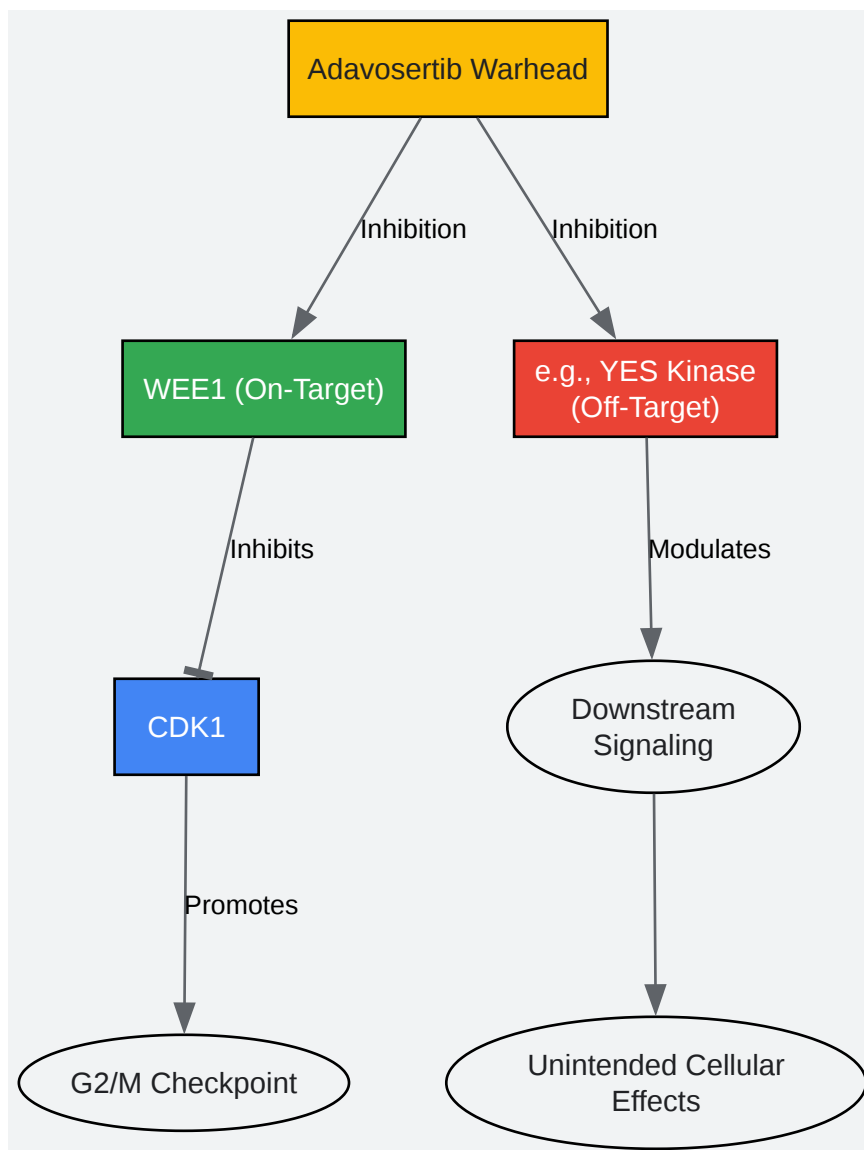 Adavosertib Warhead
Inhibition
Inhibition
WEE1 (On-Target)
e.g., YES Kinase
(Off-Target)
Inhibits
Modulates
CDK1
Downstream
Signaling
Promotes
G2/M Checkpoint
Unintended Cellular
Effects